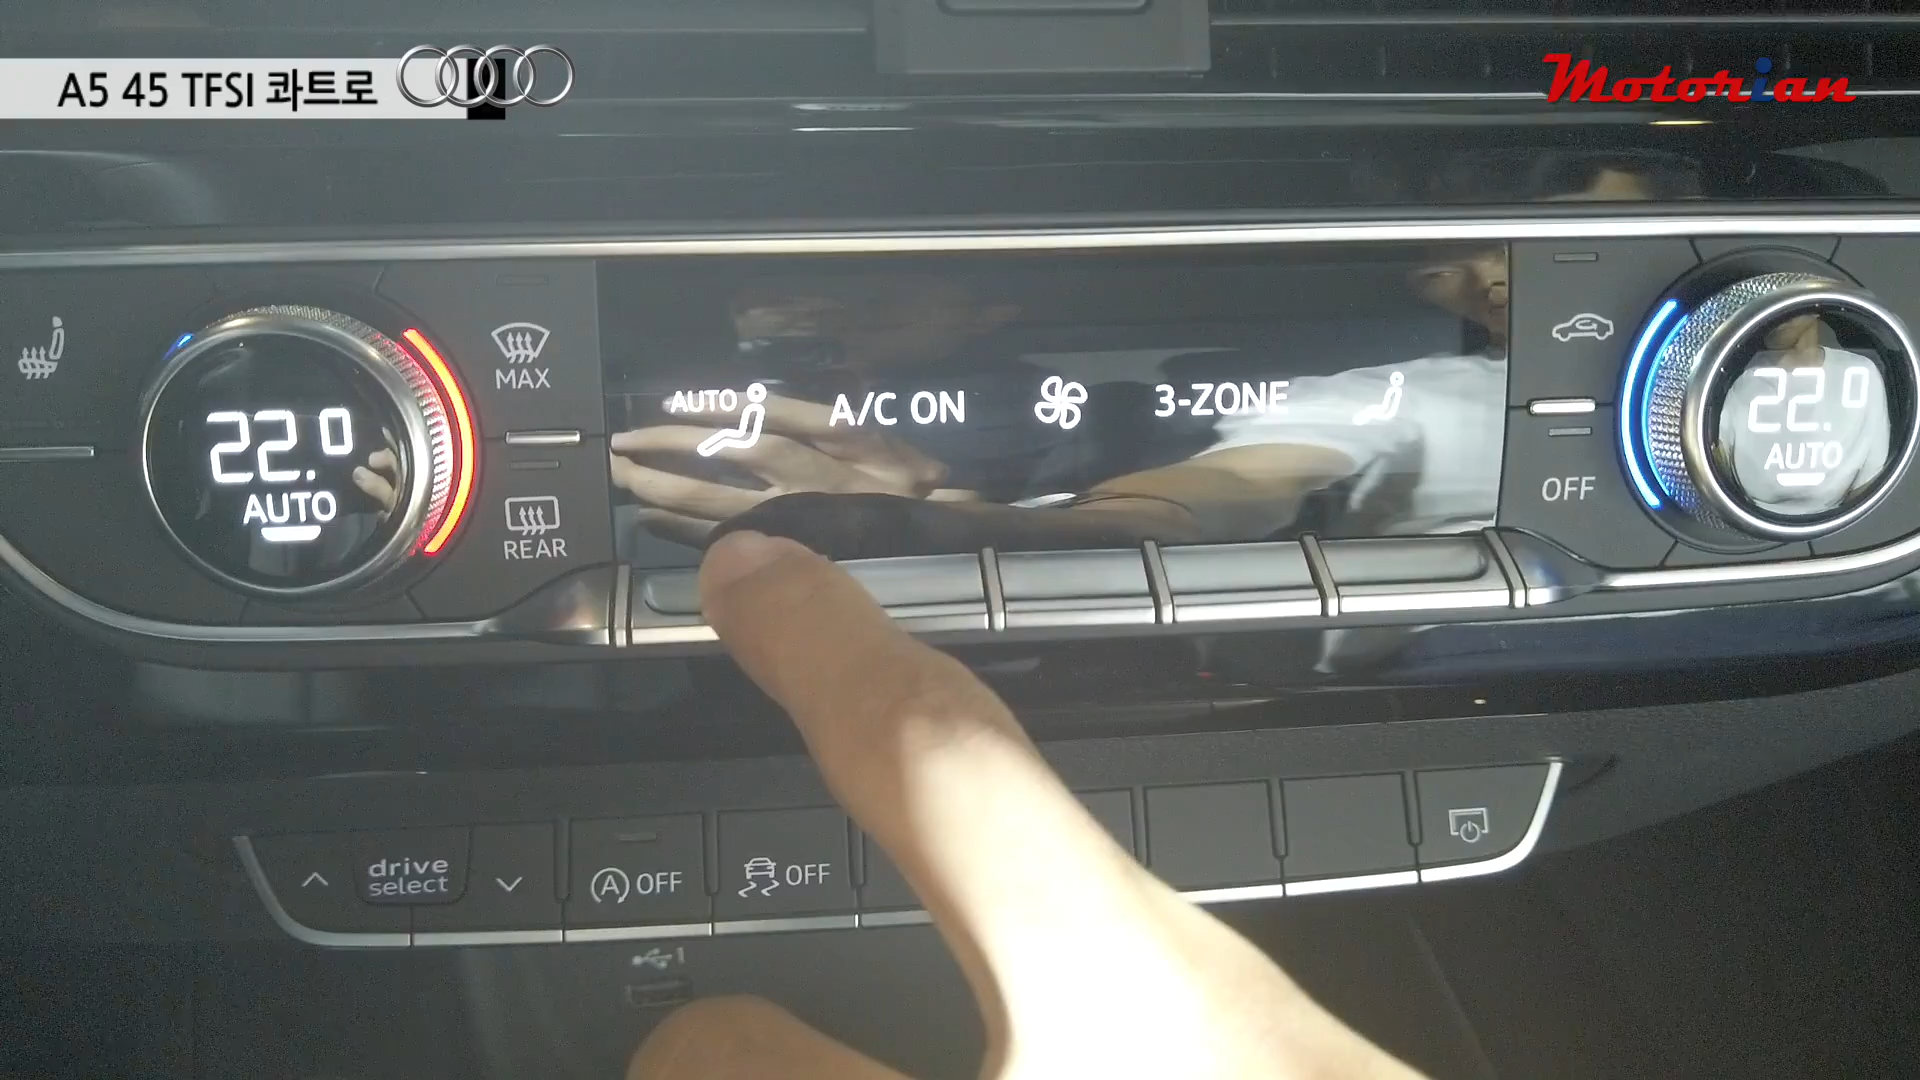 A5 45 TFSI 콰트로
Motorian
MAX
AUTO
A/C ON
3-ZONE
22.0
AUTO
22.0
AUTO
REAR
OFF
drive
select
A OFF
OFF
1